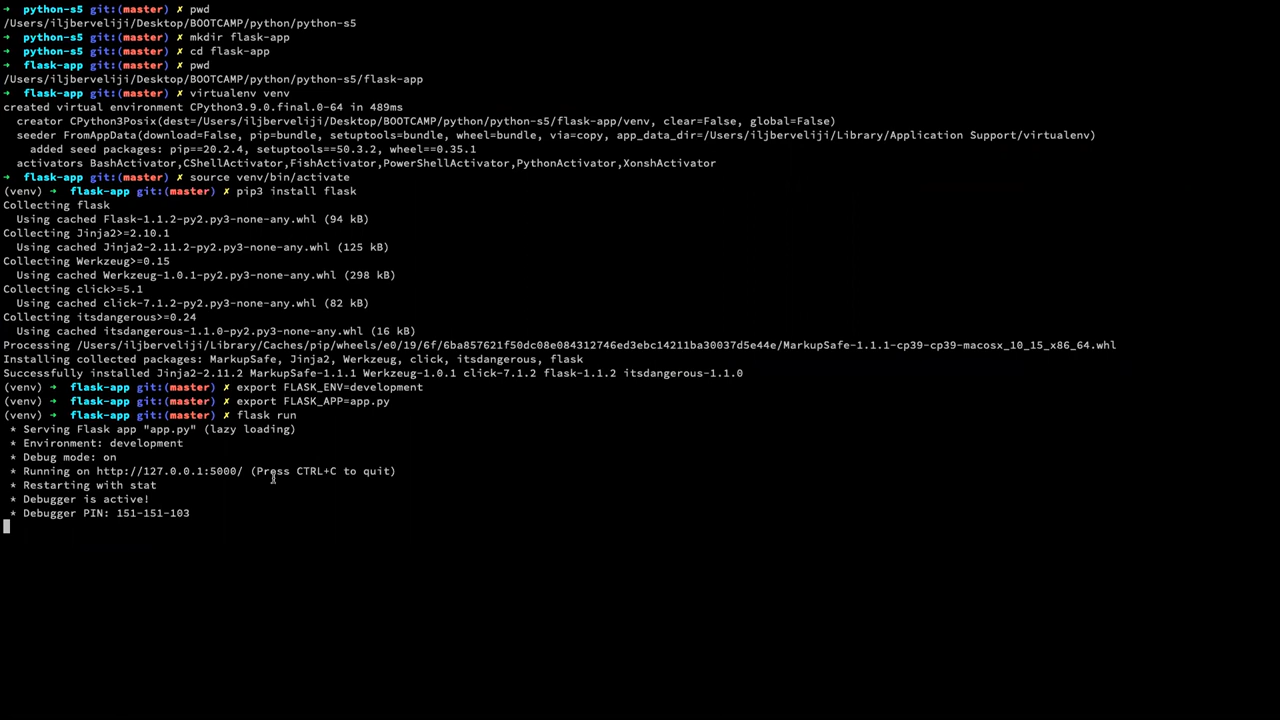 ➜  python-s5 git:(master) ✗ pwd
/Users/iljberveliji/Desktop/BOOTCAMP/python/python-s5
➜  python-s5 git:(master) ✗ mkdir flask-app
➜  python-s5 git:(master) ✗ cd flask-app
➜  flask-app git:(master) ✗ pwd
/Users/iljberveliji/Desktop/BOOTCAMP/python/python-s5/flask-app
➜  flask-app git:(master) ✗ virtualenv venv
created virtual environment CPython3.9.0.final.0-64 in 489ms
  creator CPython3Posix(dest=/Users/iljberveliji/Desktop/BOOTCAMP/python/python-s5/flask-app/venv, clear=False, global=False)
  seeder FromAppData(download=False, pip=bundle, setuptools=bundle, wheel=bundle, via=copy, app_data_dir=/Users/iljberveliji/Library/Application Support/virtualenv)
    added seed packages: pip==20.2.4, setuptools==50.3.2, wheel==0.35.1
  activators BashActivator,CShellActivator,FishActivator,PowerShellActivator,PythonActivator,XonshActivator
➜  flask-app git:(master) ✗ source venv/bin/activate
(venv) ➜  flask-app git:(master) ✗ pip3 install flask
Collecting flask
  Using cached Flask-1.1.2-py2.py3-none-any.whl (94 kB)
Collecting Jinja2>=2.10.1
  Using cached Jinja2-2.11.2-py2.py3-none-any.whl (125 kB)
Collecting Werkzeug>=0.15
  Using cached Werkzeug-1.0.1-py2.py3-none-any.whl (298 kB)
Collecting click>=5.1
  Using cached click-7.1.2-py2.py3-none-any.whl (82 kB)
Collecting itsdangerous>=0.24
  Using cached itsdangerous-1.1.0-py2.py3-none-any.whl (16 kB)
Processing /Users/iljberveliji/Library/Caches/pip/wheels/e0/19/6f/6ba857621f50dc08e084312746ed3ebc14211ba30037d5e44e/MarkupSafe-1.1.1-cp39-cp39-macosx_10_15_x86_64.whl
Installing collected packages: MarkupSafe, Jinja2, Werkzeug, click, itsdangerous, flask
Successfully installed Jinja2-2.11.2 MarkupSafe-1.1.1 Werkzeug-1.0.1 click-7.1.2 flask-1.1.2 itsdangerous-1.1.0
(venv) ➜  flask-app git:(master) ✗ export FLASK_ENV=development
(venv) ➜  flask-app git:(master) ✗ export FLASK_APP=app.py
(venv) ➜  flask-app git:(master) ✗ flask run
 * Serving Flask app "app.py" (lazy loading)
 * Environment: development
 * Debug mode: on
 * Running on http://127.0.0.1:5000/ (Press CTRL+C to quit)
 * Restarting with stat
 * Debugger is active!
 * Debugger PIN: 151-151-103